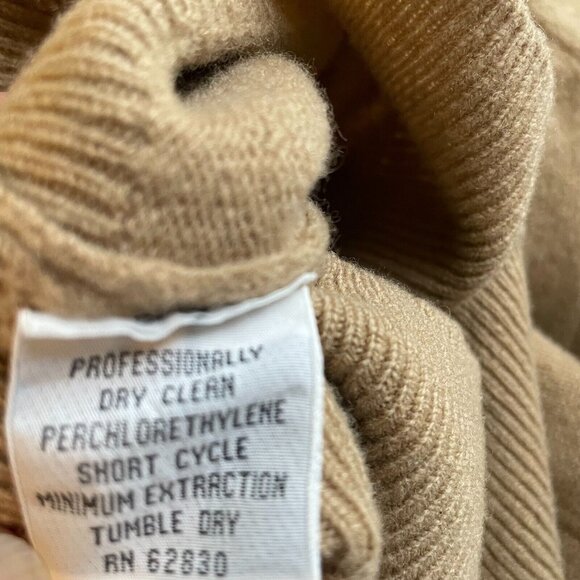 PROFESSIONALLY
DRY CLEAN
PERCHLORETHYLENE
SHORT CYCLE
MINIMUM EXTRACTION
TUMBLE DRY
RN 62830